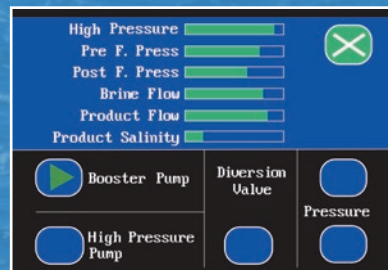 High Pressure
Pre F. Press
Post F. Press
Brine Flow
Product Flow
Product Salinity
Booster Pump
Diversion
Valve
Pressure
High Pressure
Pump